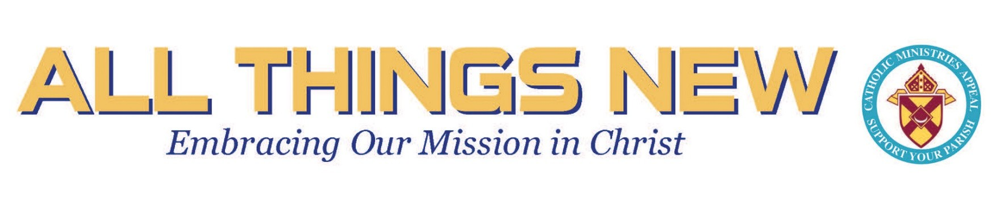 ALL THINGS NEW
Embracing Our Mission in Christ
CATHOLIC MINISTRIES APPEAL
SUPPORT YOUR PARISH